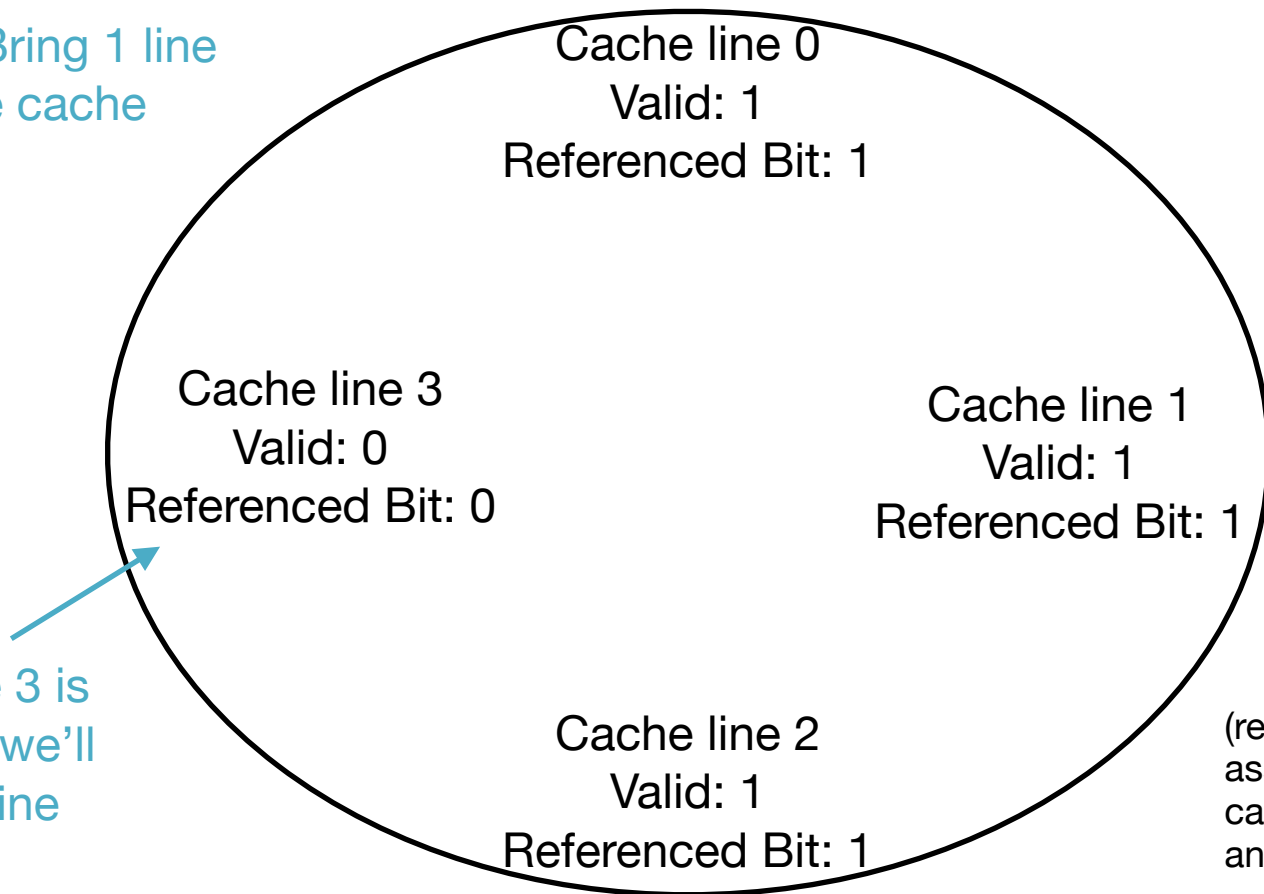 Bring 1 line
e cache
Cache line 0
Valid: 1
Referenced Bit: 1
Cache line 3
Valid: 0
Referenced Bit: 0
Cache line 1
Valid: 1
Referenced Bit: 1
3 is
we’ll
ine
Cache line 2
Valid: 1
Referenced Bit: 1
(re
as
ca
an